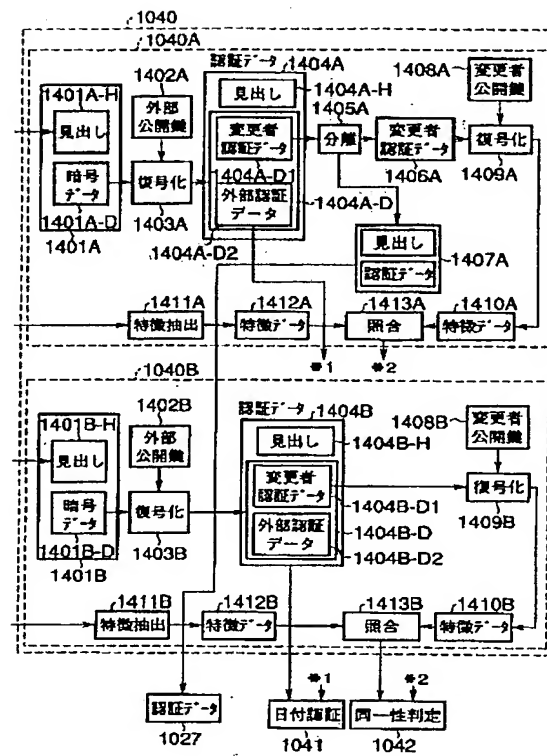 1040
1040A
1402A
1401A-H
見出し
外部
公開鍵
暗号
データ
1401A-D
1401A
復号化
1403A
認証データ
1404A
見出し
1404A-H
変更者
認証データ
1404A-D1
外部認証
データ
1404A-D
1404A-D2
1405A
分離
変更者
認証データ
1406A
1408A
変更者
公開鍵
復号化
1409A
見出し
認証データ
1407A
1411A
特徴抽出
1412A
特徴データ
1413A
照合
1410A
特徴データ
*1
*2
1040B
1402B
1401B-H
見出し
外部
公開鍵
暗号
データ
1401B-D
1401B
復号化
1403B
認証データ
1404B
見出し
1404B-H
変更者
認証データ
1404B-D1
1404B-D
外部認証
データ
1404B-D2
1408B
変更者
公開鍵
復号化
1409B
1411B
特徴抽出
1412B
特徴データ
1413B
照合
1410B
特徴データ
*1
*2
認証データ
1027
日付認証
1041
同一性判定
1042